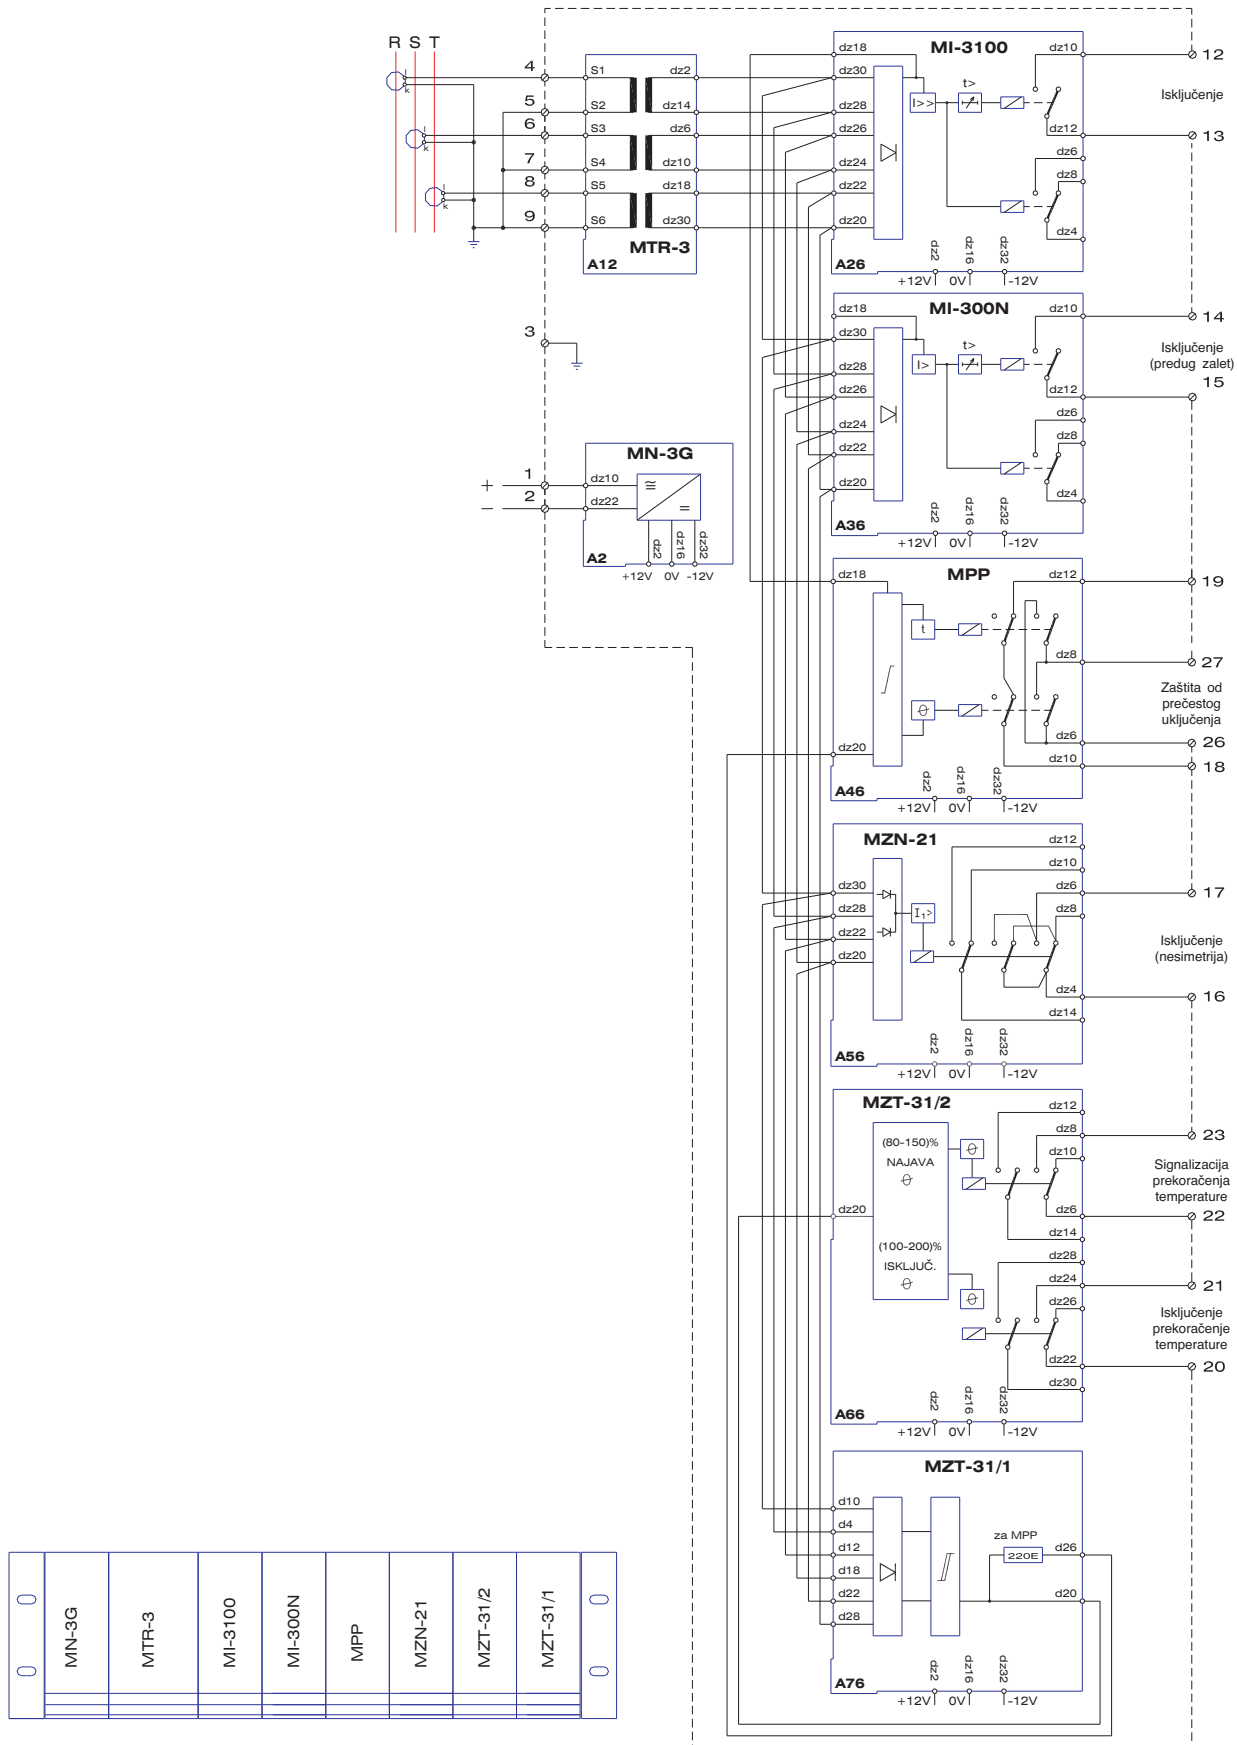 R S T
4
5
6
7
8
9
l
k
l
k
l
k
S1 dz2
S2 dz14
S3 dz6
S4 dz10
S5 dz18
S6 dz30
MTR-3
A12
3
MN-3G
+ 1 dz10
− 2 dz22
≅
=
dz2 dz16 dz32
A2
+12V 0V -12V
MI-3100
dz18
dz30
dz28
dz26
dz24
dz22
dz20
I>> t>
dz10
dz12
dz6
dz8
dz4
dz2 dz16 dz32
A26
+12V 0V -12V
12
Isključenje
13
MI-300N
dz18
dz30
dz28
dz26
dz24
dz22
dz20
I> t>
dz10
dz12
dz6
dz8
dz4
dz2 dz16 dz32
A36
+12V 0V -12V
14
Isključenje
(predug zalet)
15
MPP
dz18
dz20
t
ϑ
dz12
dz8
dz6
dz10
dz2 dz16 dz32
A46
+12V 0V -12V
19
27
Zaštita od
prečestog
uključenja
26
18
MZN-21
dz30
dz28
dz22
dz20
I1>
dz12
dz10
dz6
dz8
dz4
dz14
dz2 dz16 dz32
A56
+12V 0V -12V
17
Isključenje
(nesimetrija)
16
MZT-31/2
dz20
(80-150)%
NAJAVA
ϑ
(100-200)%
ISKLJUČ.
ϑ
ϑ
ϑ
dz12
dz8
dz10
dz6
dz14
dz28
dz24
dz26
dz22
dz30
dz2 dz16 dz32
A66
+12V 0V -12V
23
Signalizacija
prekoračenja
temperature
22
21
Isključenje
prekoračenje
temperature
20
MZT-31/1
d10
d4
d12
d18
d22
d28
za MPP
220E
d26
d20
dz2 dz16 dz32
A76
+12V 0V -12V
MN-3G
MTR-3
MI-3100
MI-300N
MPP
MZN-21
MZT-31/2
MZT-31/1